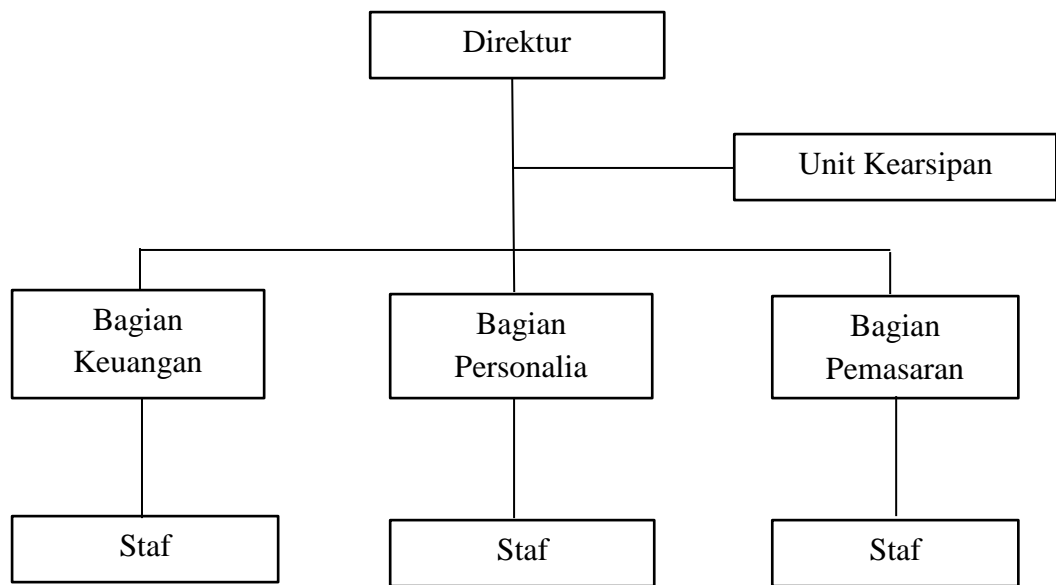 Direktur
Unit Kearsipan
Bagian
Keuangan
Bagian
Personalia
Bagian
Pemasaran
Staf
Staf
Staf